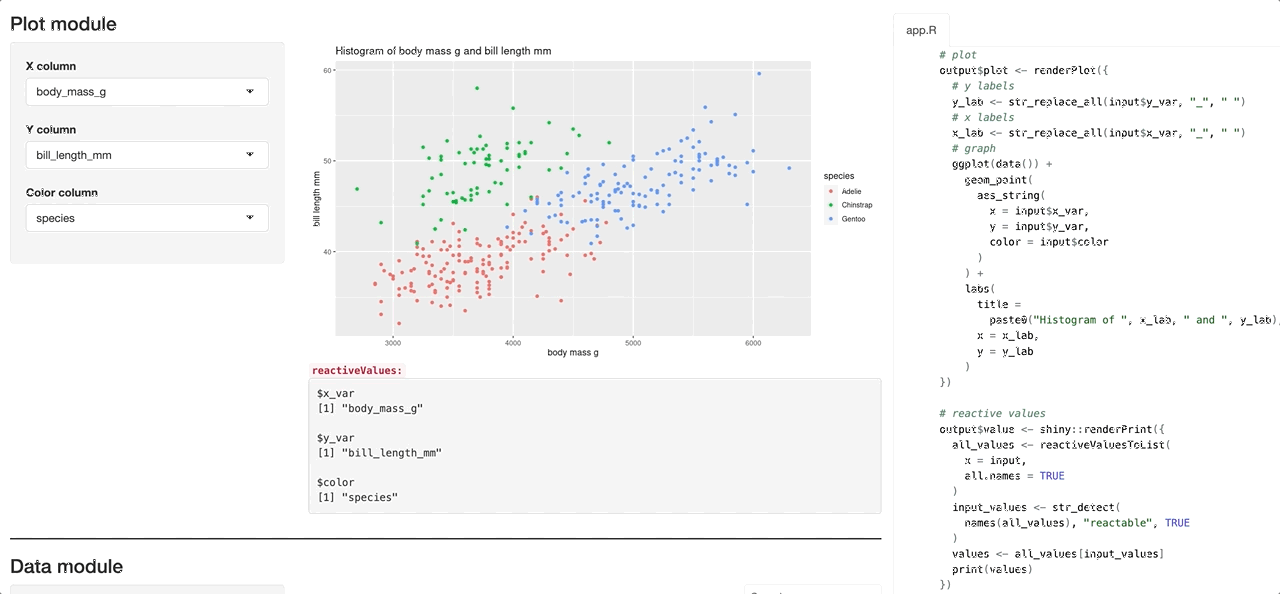 Plot module
X column
body_mass_g
Y column
bill_length_mm
Color column
species
Histogram of body mass g and bill length mm
60
50
40
bill length mm
3000 4000 5000 6000
body mass g
species
Adelie
Chinstrap
Gentoo
reactiveValues:
$x_var
[1] "body_mass_g"
$y_var
[1] "bill_length_mm"
$color
[1] "species"
Data module
app.R
# plot
output$plot <- renderPlot({
# y labels
y_lab <- str_replace_all(input$y_var, "_", " ")
# x labels
x_lab <- str_replace_all(input$x_var, "_", " ")
# graph
ggplot(data()) +
geom_point(
aes_string(
x = input$x_var,
y = input$y_var,
color = input$color
)
) +
labs(
title =
paste0("Histogram of ", x_lab, " and ", y_lab),
x = x_lab,
y = y_lab
)
})
# reactive values
output$value <- shiny::renderPrint({
all_values <- reactiveValuesToList(
x = input,
all.names = TRUE
)
input_values <- str_detect(
names(all_values), "reactable", TRUE
)
values <- all_values[input_values]
print(values)
})